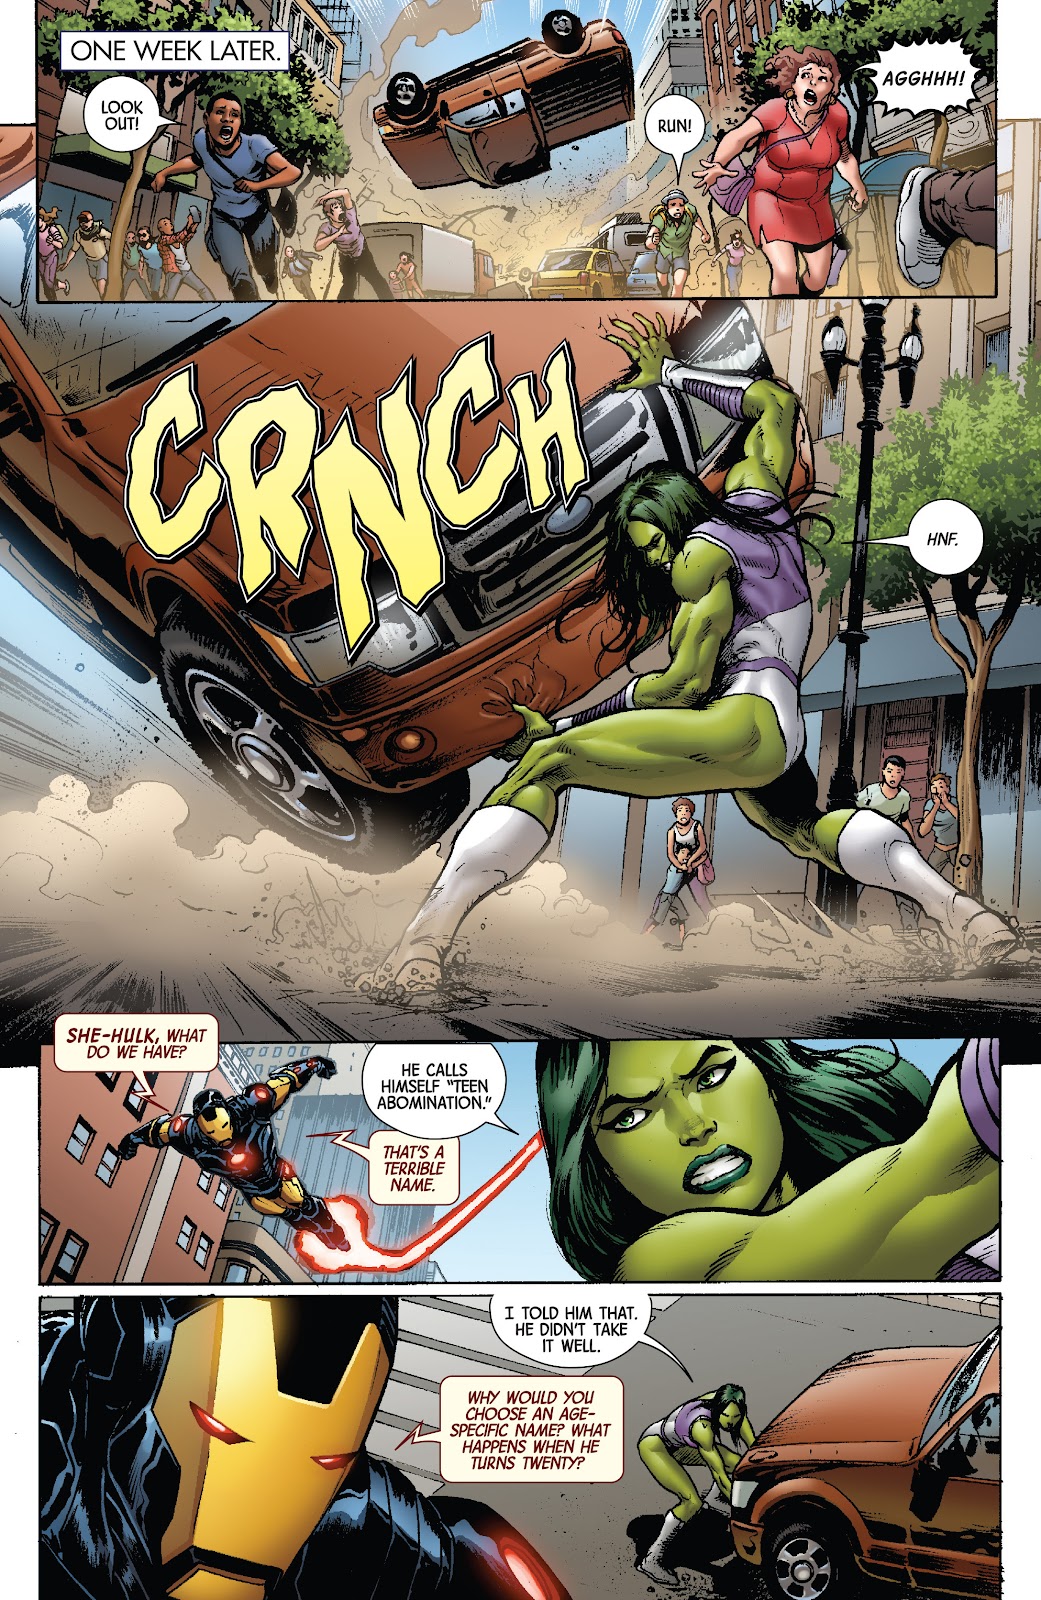 ONE WEEK LATER.
LOOK
OUT!
RUN!
AGGHHH!
CRNCH
HNF.
SHE-HULK, WHAT
DO WE HAVE?
HE CALLS
HIMSELF "TEEN
ABOMINATION."
THAT'S A
TERRIBLE
NAME.
I TOLD HIM THAT.
HE DIDN'T TAKE
IT WELL.
WHY WOULD YOU
CHOOSE AN AGE-
SPECIFIC NAME? WHAT
HAPPENS WHEN HE
TURNS TWENTY?